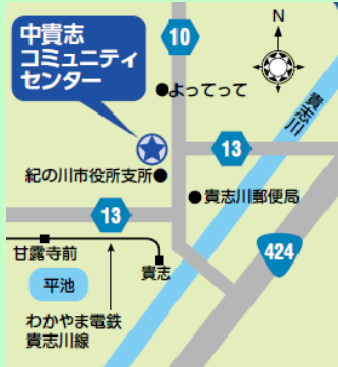 中貴志
コミュニティ
センター
10
N
よってって
貴志川
13
紀の川市役所支所
貴志川郵便局
13
424
甘露寺前
貴志
平池
わかやま電鉄
貴志川線